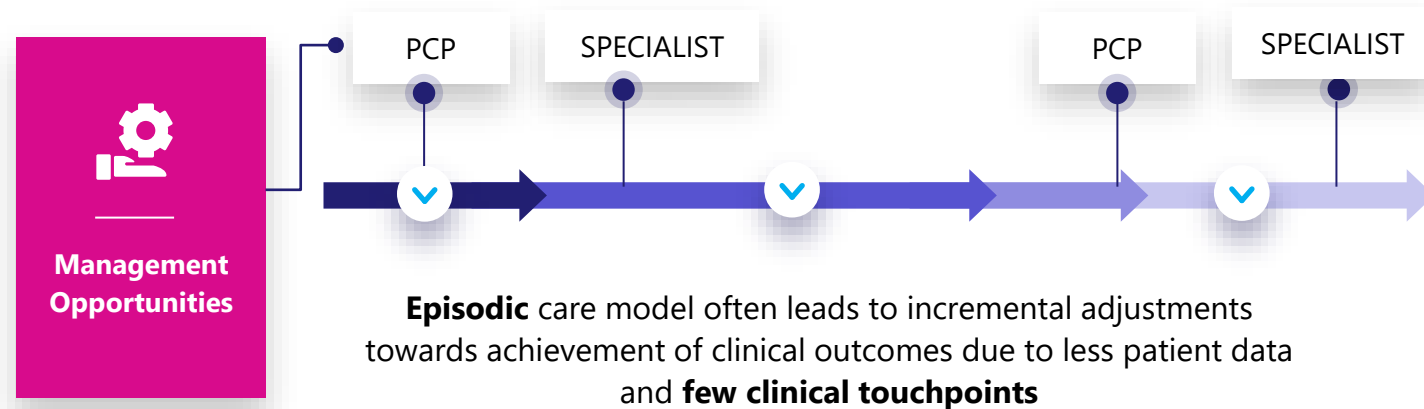 PCP
SPECIALIST
PCP
SPECIALIST
Management
Opportunities
Episodic care model often leads to incremental adjustments
towards achievement of clinical outcomes due to less patient data
and few clinical touchpoints